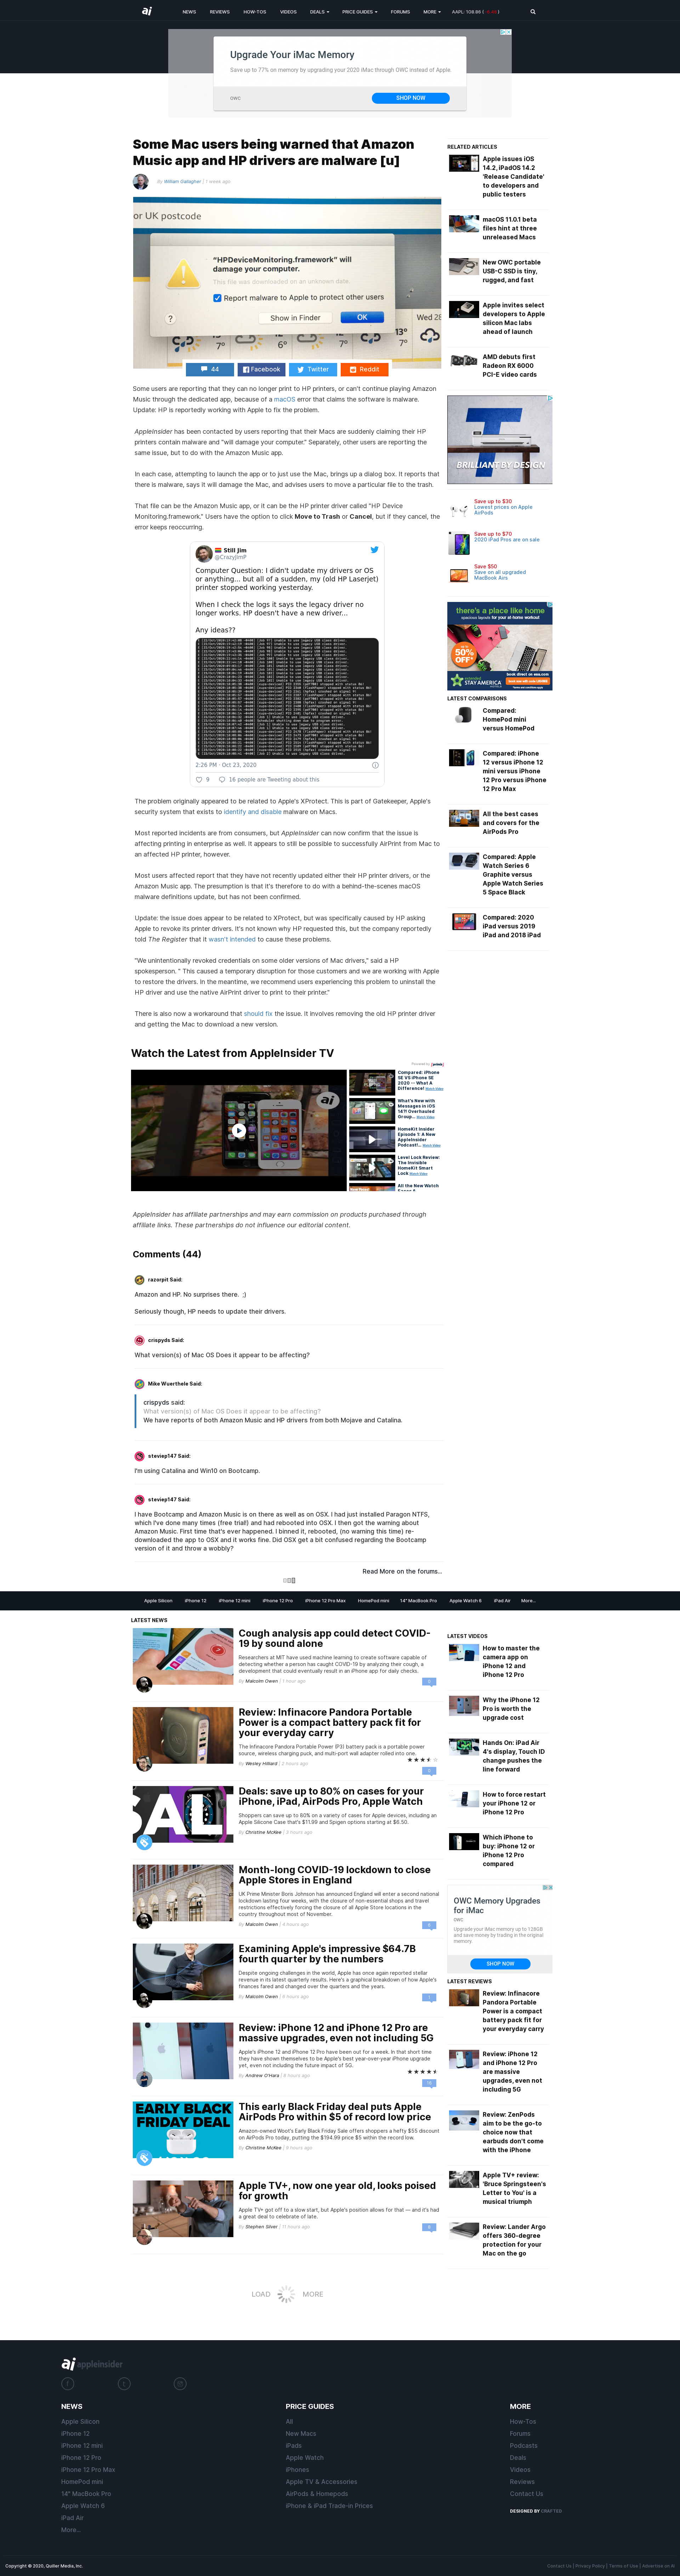 ai
NEWS REVIEWS HOW-TOS VIDEOS DEALS PRICE GUIDES FORUMS MORE AAPL: 108.86 (
Upgrade Your iMac Memory
Save up to 77% on memory by upgrading your 2020 iMac through OWC instead of Apple.
OWC
SHOP NOW
Some Mac users being warned that Amazon
Music app and HP drivers are malware [u]
By William Gallagher | 1 week ago
or UK postcode
"HPDeviceMonitoring.framework" will
damage your computer.
This file was downloaded on an unknown date.
Report malware to Apple to protect other users
?
Show in Finder
OK
44
Facebook
Twitter
Reddit
Some users are reporting that they can no longer print to HP printers, or can't continue playing Amazon
Music through the dedicated app, because of a macOS error that claims the software is malware.
Update: HP is reportedly working with Apple to fix the problem.
AppleInsider has been contacted by users reporting that their Macs are suddenly claiming their HP
printers contain malware and "will damage your computer." Separately, other users are reporting the
same issue, but to do with the Amazon Music app.
In each case, attempting to launch the app or to just use the Mac, brings up a dialog box. It reports that
there is malware that will damage the Mac, and advises users to move a particular file to the trash.
That file can be the Amazon Music app, or it can be the HP printer driver called "HP Device
Monitoring.framework." Users have the option to click Move to Trash or Cancel, but if they cancel, the
error keeps reoccurring.
Still Jim
@CrazyJimP
Computer Question: I didn't update my drivers or OS
or anything... but all of a sudden, my (old HP Laserjet)
printer stopped working yesterday.
When I check the logs it says the legacy driver no
longer works. HP doesn't have a new driver...
Any ideas??
2:26 PM · Oct 23, 2020
9 16 people are Tweeting about this
The problem originally appeared to be related to Apple's XProtect. This is part of Gatekeeper, Apple's
security system that exists to identify and disable malware on Macs.
Most reported incidents are from consumers, but AppleInsider can now confirm that the issue is
affecting printing in enterprise as well. It appears to still be possible to successfully AirPrint from Mac to
an affected HP printer, however.
Most users affected report that they have not recently updated either their HP printer drivers, or the
Amazon Music app. The presumption is that it's therefore to do with a behind-the-scenes macOS
malware definitions update, but has not been confirmed.
Update: the issue does appear to be related to XProtect, but was specifically caused by HP asking
Apple to revoke its printer drivers. It's not known why HP requested this, but the company reportedly
told The Register that it wasn't intended to cause these problems.
"We unintentionally revoked credentials on some older versions of Mac drivers," said a HP
spokesperson. " This caused a temporary disruption for those customers and we are working with Apple
to restore the drivers. In the meantime, we recommend users experiencing this problem to uninstall the
HP driver and use the native AirPrint driver to print to their printer."
There is also now a workaround that should fix the issue. It involves removing the old HP printer driver
and getting the Mac to download a new version.
Watch the Latest from AppleInsider TV
Powered by
ai
Compared: iPhone
SE VS iPhone SE
2020 -- What A
Difference! Watch Video
What's New with
Messages in iOS
14?! Overhauled
Group... Watch Video
HomeKit Insider
Episode 1: A New
AppleInsider
Podcast!... Watch Video
Level Lock Review:
The Invisible
HomeKit Smart
Lock Watch Video
All the New Watch
AppleInsider has affiliate partnerships and may earn commission on products purchased through
affiliate links. These partnerships do not influence our editorial content.
Comments (44)
razorpit Said:
Amazon and HP. No surprises there. ;)
Seriously though, HP needs to update their drivers.
crispyds Said:
What version(s) of Mac OS Does it appear to be affecting?
Mike Wuerthele Said:
crispyds said:
What version(s) of Mac OS Does it appear to be affecting?
We have reports of both Amazon Music and HP drivers from both Mojave and Catalina.
steviep147 Said:
I'm using Catalina and Win10 on Bootcamp.
steviep147 Said:
I have Bootcamp and Amazon Music is on there as well as on OSX. I had just installed Paragon NTFS,
which I've done many times (free trial!) and had rebooted into OSX. I then got the warning about
Amazon Music. First time that's ever happened. I binned it, rebooted, (no warning this time) re-
downloaded the app to OSX and it works fine. Did OSX get a bit confused regarding the Bootcamp
version of it and throw a wobbly?
Read More on the forums...
RELATED ARTICLES
Apple issues iOS
14.2, iPadOS 14.2
'Release Candidate'
to developers and
public testers
macOS 11.0.1 beta
files hint at three
unreleased Macs
New OWC portable
USB-C SSD is tiny,
rugged, and fast
Apple invites select
developers to Apple
silicon Mac labs
ahead of launch
AMD debuts first
Radeon RX 6000
PCI-E video cards
BRILLIANT BY DESIGN
Save up to $30
Lowest prices on Apple
AirPods
Save up to $70
2020 iPad Pros are on sale
Save $50
Save on all upgraded
MacBook Airs
there's a place like home
spacious layouts for your at-home workout
50%
OFF*
extended
STAY AMERICA
book direct on esa.com
LATEST COMPARISONS
Compared:
HomePod mini
versus HomePod
Compared: iPhone
12 versus iPhone 12
mini versus iPhone
12 Pro versus iPhone
12 Pro Max
All the best cases
and covers for the
AirPods Pro
Compared: Apple
Watch Series 6
Graphite versus
Apple Watch Series
5 Space Black
Compared: 2020
iPad versus 2019
iPad and 2018 iPad
Apple Silicon iPhone 12 iPhone 12 mini iPhone 12 Pro iPhone 12 Pro Max HomePod mini 14" MacBook Pro Apple Watch 6 iPad Air More...
LATEST NEWS
Cough analysis app could detect COVID-
19 by sound alone
Researchers at MIT have used machine learning to create software capable of
detecting whether a person has caught COVID-19 by analyzing their cough, a
development that could eventually result in an iPhone app for daily checks.
By Malcolm Owen | 1 hour ago
Review: Infinacore Pandora Portable
Power is a compact battery pack fit for
your everyday carry
The Infinacore Pandora Portable Power (P3) battery pack is a portable power
source, wireless charging puck, and multi-port wall adapter rolled into one.
By Wesley Hilliard | 2 hours ago
Deals: save up to 80% on cases for your
iPhone, iPad, AirPods Pro, Apple Watch
Shoppers can save up to 80% on a variety of cases for Apple devices, including an
Apple Silicone Case that's $11.99 and Spigen options starting at $6.50.
By Christine McKee | 3 hours ago
Month-long COVID-19 lockdown to close
Apple Stores in England
UK Prime Minister Boris Johnson has announced England will enter a second national
lockdown lasting four weeks, with the closure of non-essential shops and travel
restrictions effectively forcing the closure of all Apple Store locations in the
country throughout most of November.
By Malcolm Owen | 6 hours ago
Examining Apple's impressive $64.7B
fourth quarter by the numbers
Despite ongoing challenges in the world, Apple has once again reported stellar
revenue in its latest quarterly results. Here's a graphical breakdown of how Apple's
finances fared and changed over the quarters and the years.
By Malcolm Owen | 8 hours ago
Review: iPhone 12 and iPhone 12 Pro are
massive upgrades, even not including 5G
Apple's iPhone 12 and iPhone 12 Pro have been out for a week. In that short time
they have shown themselves to be Apple's best year-over-year iPhone upgrade
yet, even not including the future impact of 5G.
By Andrew O'Hara | 8 hours ago
EARLY BLACK
FRIDAY DEAL
This early Black Friday deal puts Apple
AirPods Pro within $5 of record low price
Amazon-owned Woot's Early Black Friday Sale offers shoppers a hefty $55 discount
on AirPods Pro today, putting the $194.99 price $5 within the record low.
By Christine McKee | 9 hours ago
Apple TV+, now one year old, looks poised
for growth
Apple TV+ got off to a slow start, but Apple's position allows for that — and it's had
a great deal to celebrate of late.
By Stephen Silver | 11 hours ago
LOAD MORE
LATEST VIDEOS
How to master the
camera app on
iPhone 12 and
iPhone 12 Pro
Why the iPhone 12
Pro is worth the
upgrade cost
Hands On: iPad Air
4's display, Touch ID
change pushes the
line forward
How to force restart
your iPhone 12 or
iPhone 12 Pro
Which iPhone to
buy: iPhone 12 or
iPhone 12 Pro
compared
OWC Memory Upgrades
for iMac
OWC
Upgrade your iMac memory up to 128GB
and save money by trading in the original
memory.
SHOP NOW
LATEST REVIEWS
Review: Infinacore
Pandora Portable
Power is a compact
battery pack fit for
your everyday carry
Review: iPhone 12
and iPhone 12 Pro
are massive
upgrades, even not
including 5G
Review: ZenPods
aim to be the go-to
choice now that
earbuds don't come
with the iPhone
Apple TV+ review:
'Bruce Springsteen's
Letter to You' is a
musical triumph
Review: Lander Argo
offers 360-degree
protection for your
Mac on the go
ai appleinsider
NEWS
Apple Silicon
iPhone 12
iPhone 12 mini
iPhone 12 Pro
iPhone 12 Pro Max
HomePod mini
14" MacBook Pro
Apple Watch 6
iPad Air
More...
PRICE GUIDES
All
New Macs
iPads
Apple Watch
iPhones
Apple TV & Accessories
AirPods & Homepods
iPhone & iPad Trade-in Prices
MORE
How-Tos
Forums
Podcasts
Deals
Videos
Reviews
Contact Us
DESIGNED BY CRAFTED
Copyright © 2020, Quiller Media, Inc.
Contact Us | Privacy Policy | Terms of Use | Advertise on AI